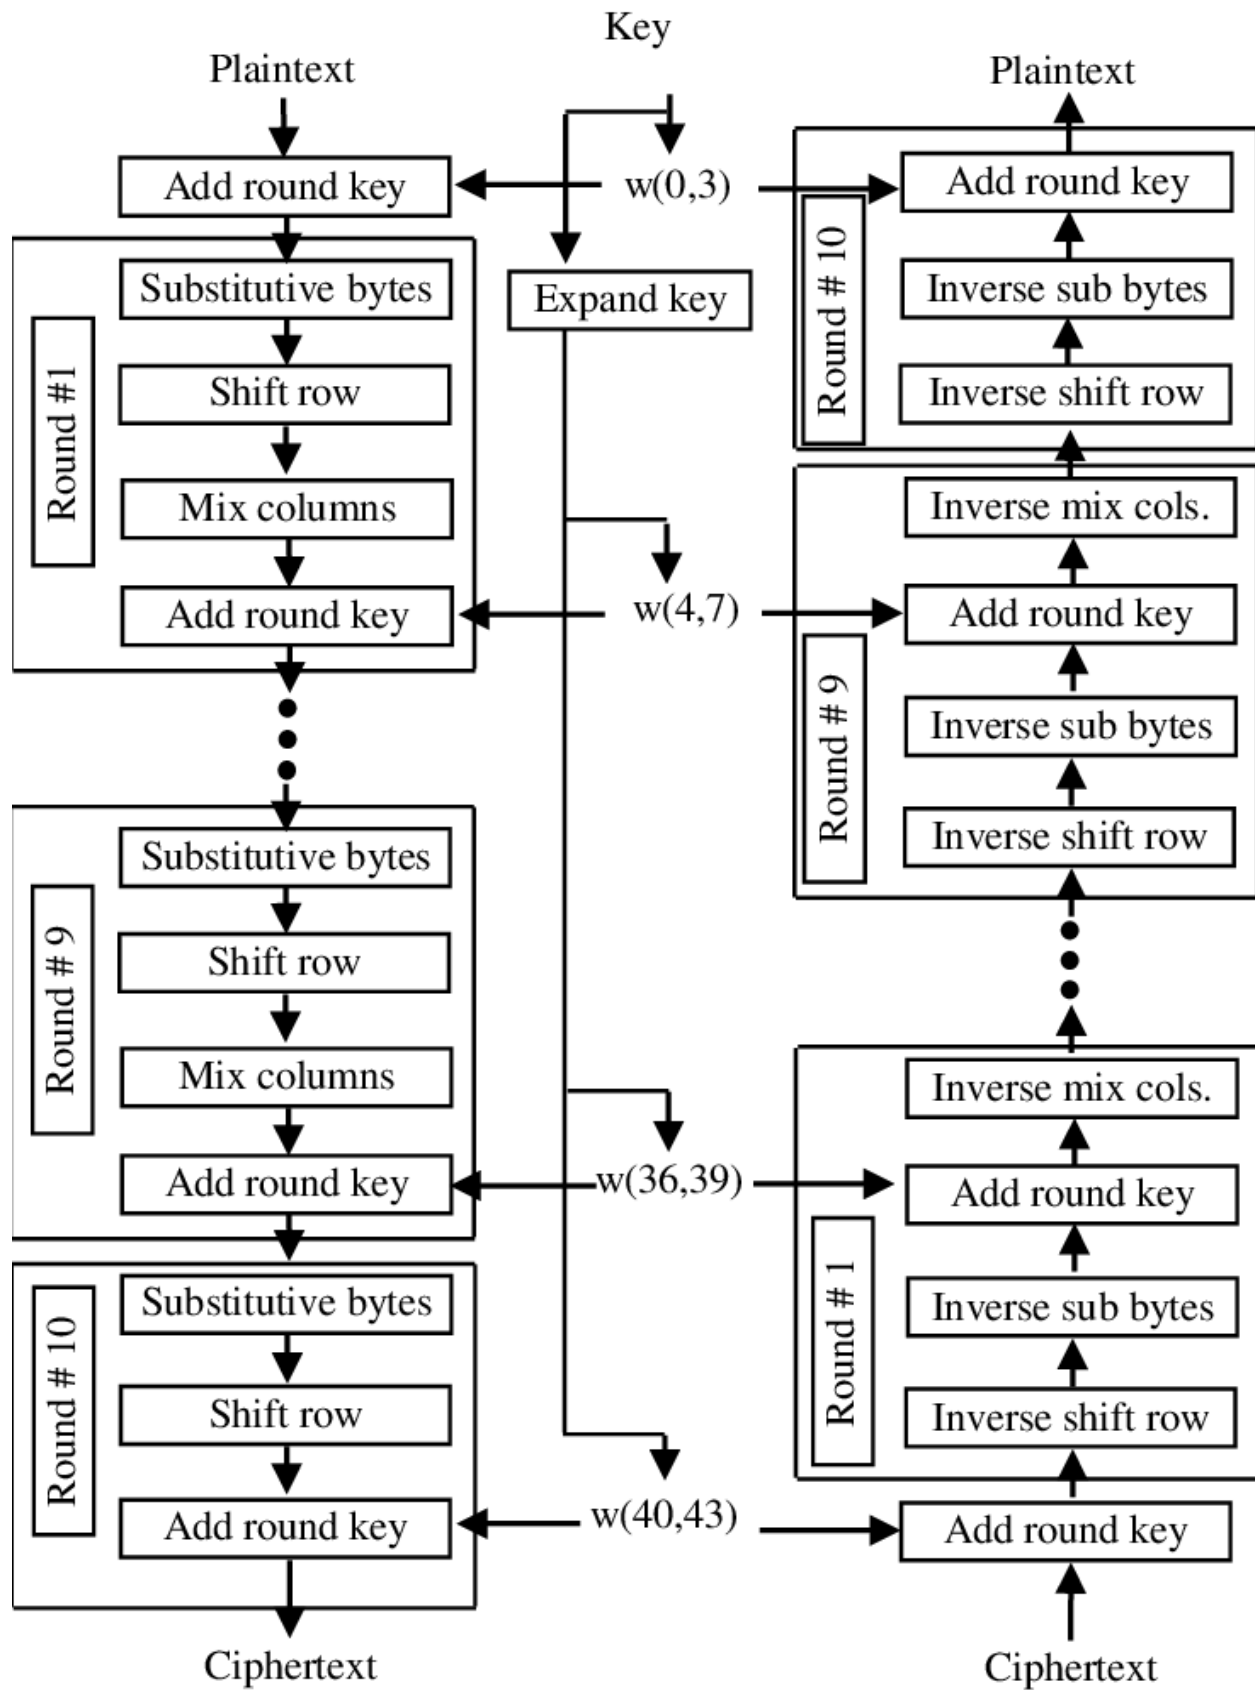 Key
Plaintext
Add round key
Round #1
Substitutive bytes
Shift row
Mix columns
Add round key
Round # 9
Substitutive bytes
Shift row
Mix columns
Add round key
Round # 10
Substitutive bytes
Shift row
Add round key
Ciphertext
w(0,3)
Expand key
w(4,7)
w(36,39)
w(40,43)
Plaintext
Add round key
Round # 10
Inverse sub bytes
Inverse shift row
Inverse mix cols.
Add round key
Round # 9
Inverse sub bytes
Inverse shift row
Inverse mix cols.
Add round key
Round # 1
Inverse sub bytes
Inverse shift row
Add round key
Ciphertext